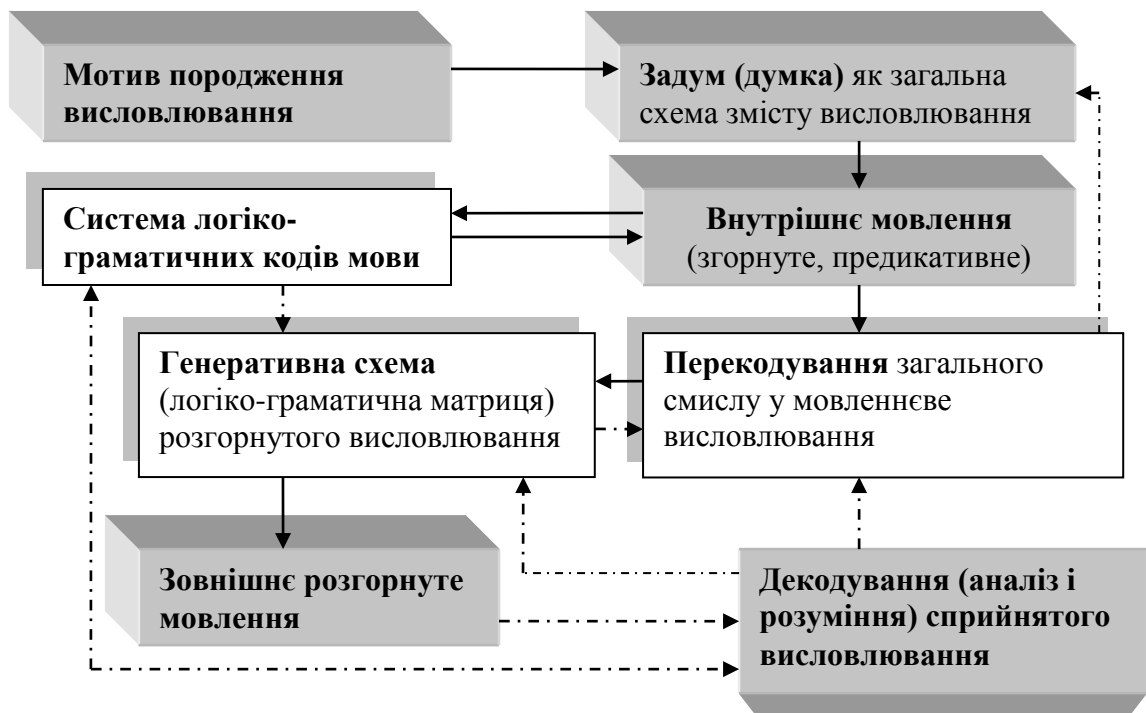 Мотив породження
висловлювання
Задум (думка) як загальна
схема змісту висловлювання
Система логіко-
граматичних кодів мови
Внутрішнє мовлення
(згорнуте, предикативне)
Генеративна схема
(логіко-граматична матриця)
розгорнутого висловлювання
Перекодування загального
смислу у мовленнєве
висловлювання
Зовнішнє розгорнуте
мовлення
Декодування (аналіз і
розуміння) сприйнятого
висловлювання